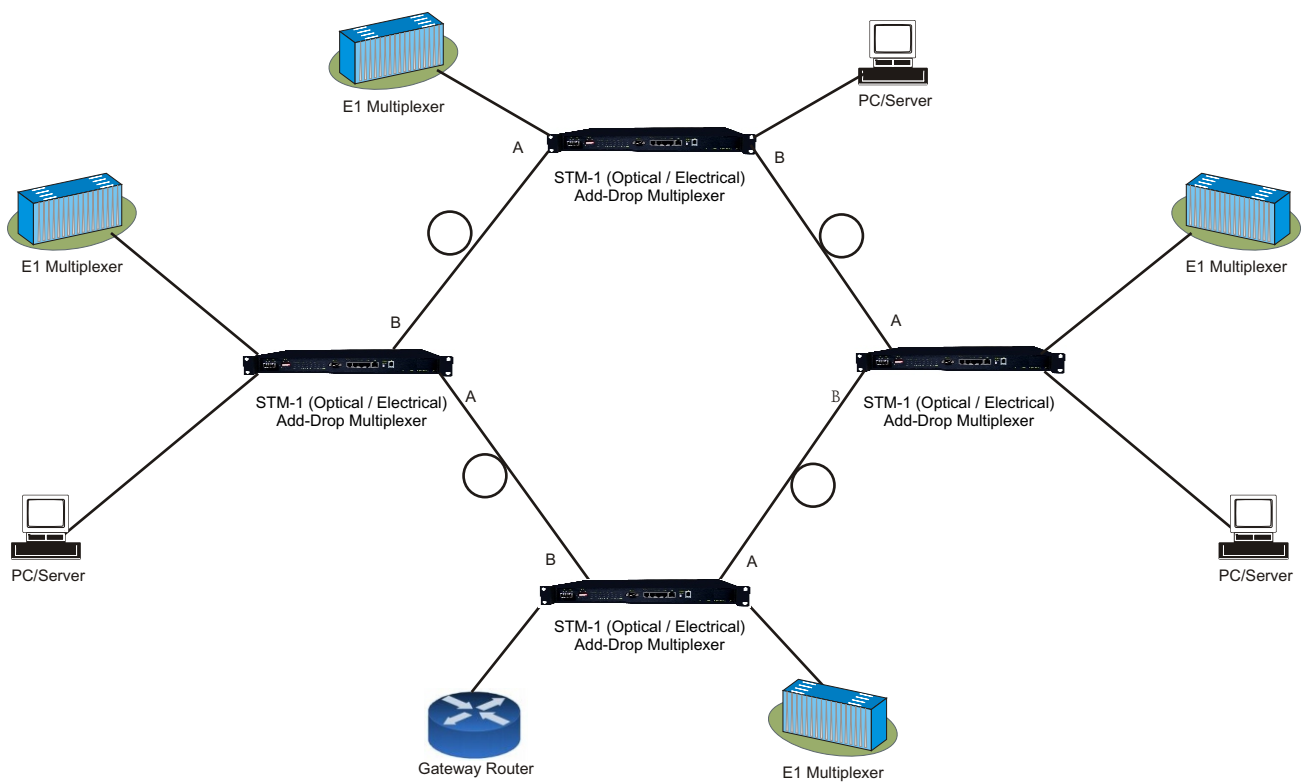 E1 Multiplexer
PC/Server
A
B
STM-1 (Optical / Electrical)
Add-Drop Multiplexer
E1 Multiplexer
E1 Multiplexer
B
A
STM-1 (Optical / Electrical)
Add-Drop Multiplexer
A
B
STM-1 (Optical / Electrical)
Add-Drop Multiplexer
PC/Server
PC/Server
B
A
STM-1 (Optical / Electrical)
Add-Drop Multiplexer
Gateway Router
E1 Multiplexer